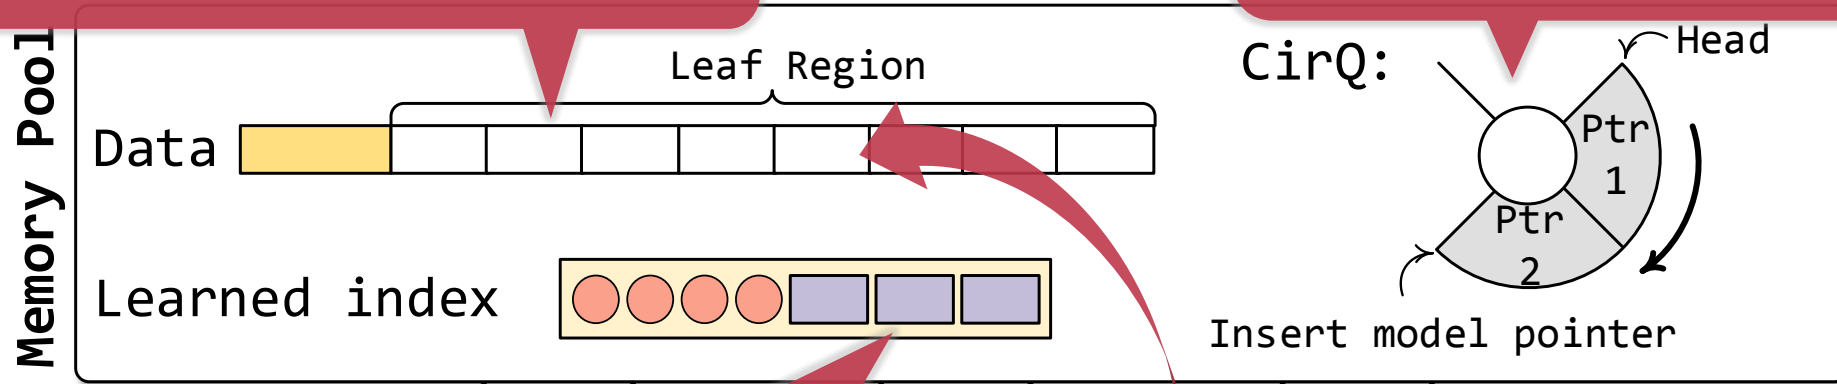 Memory Pool
Leaf Region
CirQ:
Head
Data
Ptr
1
Ptr
2
Learned index
Insert model pointer